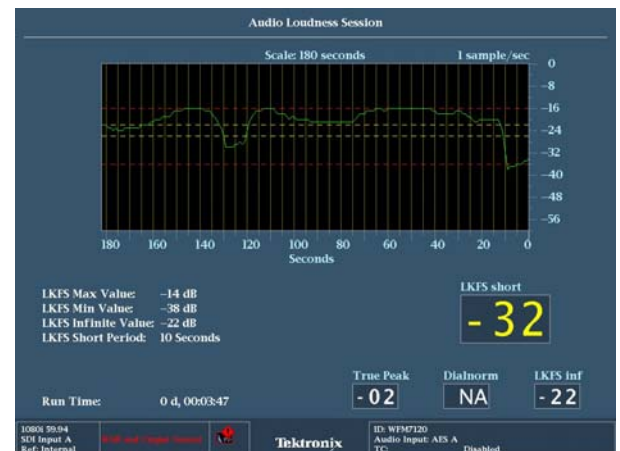 Audio Loudness Session
Scale: 180 seconds 1 sample/sec
0
-8
-16
-24
-32
-40
-48
-56
180 160 140 120 100 80 60 40 20 0
Seconds
LKFS Max Value: -14 dB
LKFS Min Value: -38 dB
LKFS Infinite Value: -22 dB
LKFS Short Period: 10 Seconds
LKFS short
-32
True Peak Dialnorm LKFS inf
-02 NA -22
Run Time: 0 d, 00:03:47
1080i 59.94
SDI Input A
Ref: Internal
Tektronix
ID: WFM7120
Audio Input: AES A
TC: Disabled